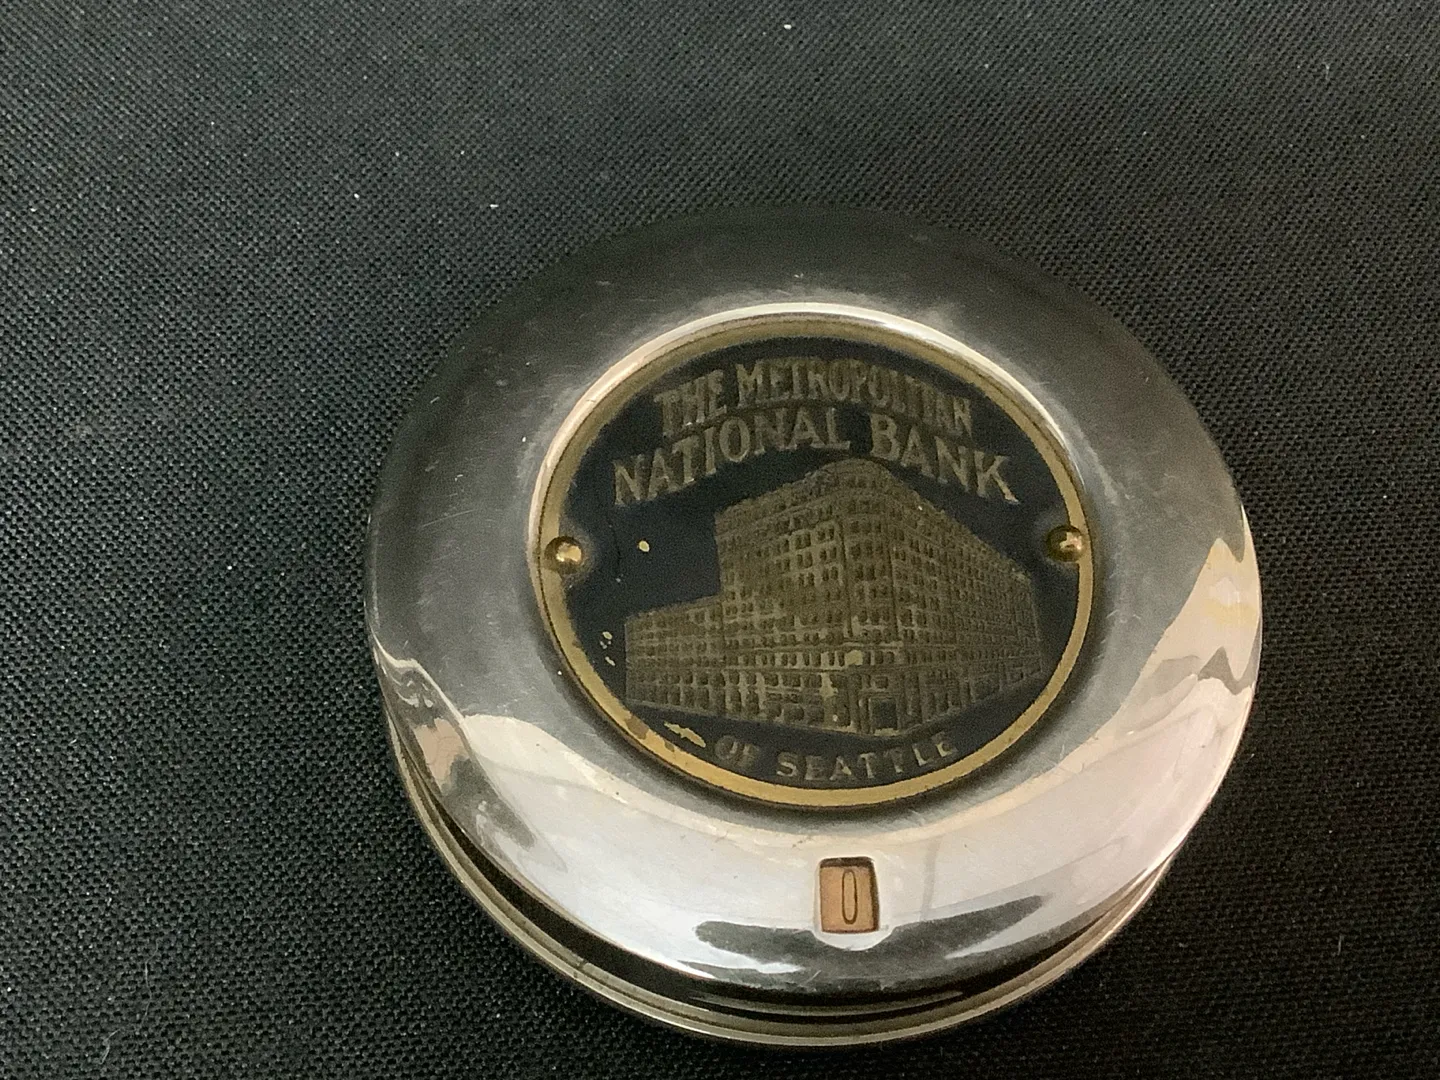 THE METROPOLITAN
NATIONAL BANK
OF SEATTLE
0